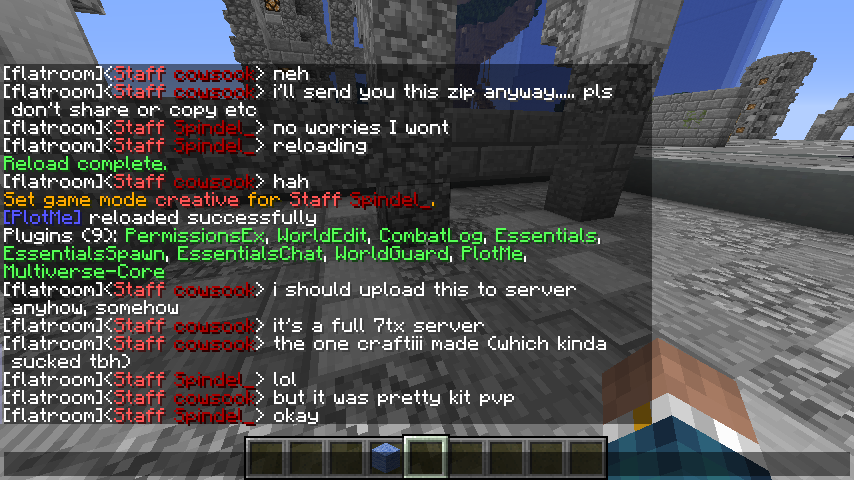 [flatroom]<Staff cowsook> neh
[flatroom]<Staff cowsook> i'll send you this zip anyway..... pls
don't share or copy etc
[flatroom]<Staff Spindel_> no worries I wont
[flatroom]<Staff Spindel_> reloading
Reload complete.
[flatroom]<Staff cowsook> hah
Set game mode creative for Staff Spindel_.
[PlotMe] reloaded successfully
Plugins (9): PermissionsEx, WorldEdit, CombatLog, Essentials,
EssentialsSpawn, EssentialsChat, WorldGuard, PlotMe,
Multiverse-Core
[flatroom]<Staff cowsook> i should upload this to server
anyhow, somehow
[flatroom]<Staff cowsook> it's a full 7tx server
[flatroom]<Staff cowsook> the one craftiii made (which kinda
sucked tbh)
[flatroom]<Staff Spindel_> lol
[flatroom]<Staff cowsook> but it was pretty kit pvp
[flatroom]<Staff Spindel_> okay